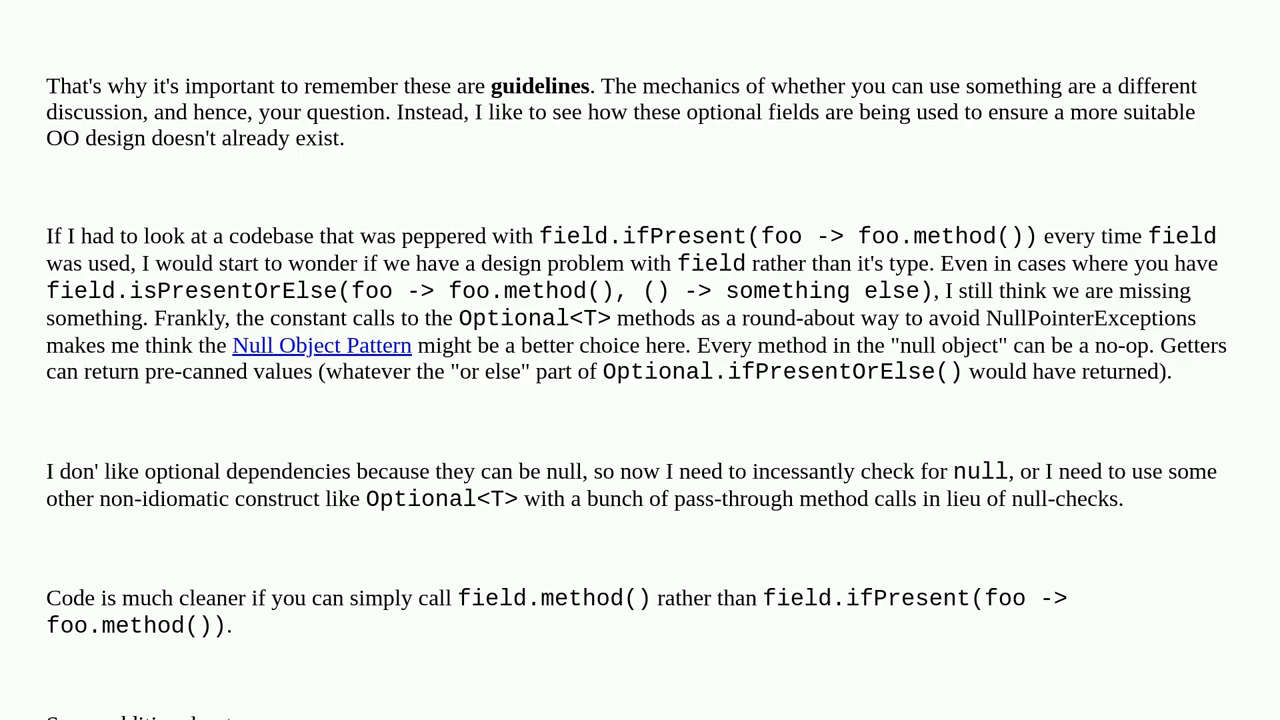 That's why it's important to remember these are guidelines. The mechanics of whether you can use something are a different
discussion, and hence, your question. Instead, I like to see how these optional fields are being used to ensure a more suitable
OO design doesn't already exist.
If I had to look at a codebase that was peppered with field.ifPresent(foo -> foo.method()) every time field
was used, I would start to wonder if we have a design problem with field rather than it's type. Even in cases where you have
field.isPresentOrElse(foo -> foo.method(), () -> something else), I still think we are missing
something. Frankly, the constant calls to the Optional<T> methods as a round-about way to avoid NullPointerExceptions
makes me think the Null Object Pattern might be a better choice here. Every method in the "null object" can be a no-op. Getters
can return pre-canned values (whatever the "or else" part of Optional.ifPresentOrElse() would have returned).
I don' like optional dependencies because they can be null, so now I need to incessantly check for null, or I need to use some
other non-idiomatic construct like Optional<T> with a bunch of pass-through method calls in lieu of null-checks.
Code is much cleaner if you can simply call field.method() rather than field.ifPresent(foo ->
foo.method()).